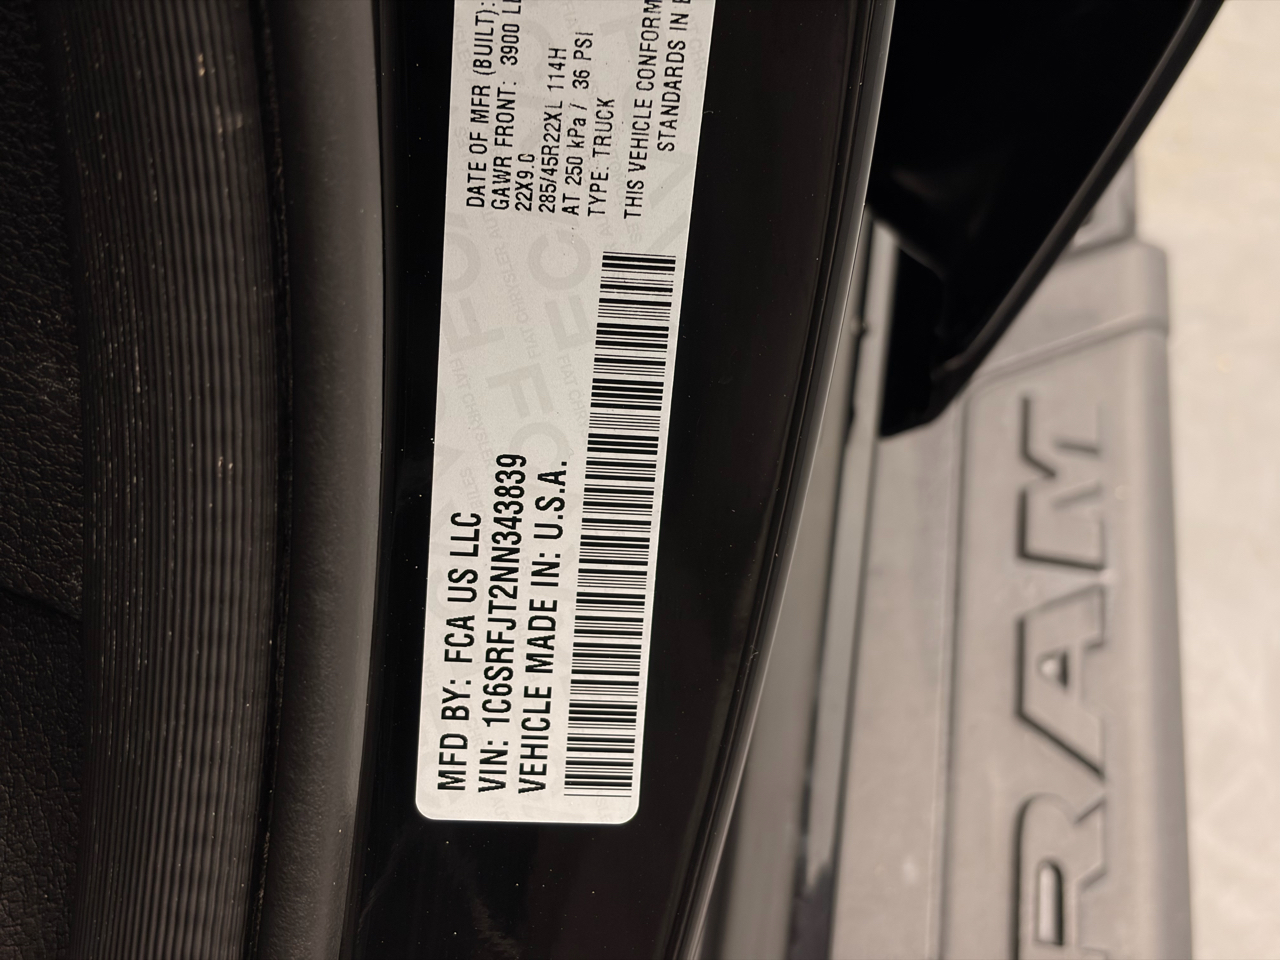 MFD BY: FCA US LLC
VIN: 1C6SRFJT2NN343839
VEHICLE MADE IN: U.S.A.
DATE OF MFR (BUILT):
GAWR FRONT: 3900
22X9.0
285/45R22XL 114H
AT 250 kPa / 36 PSI
TYPE: TRUCK
THIS VEHICLE CONFORM
STANDARDS IN
RAM